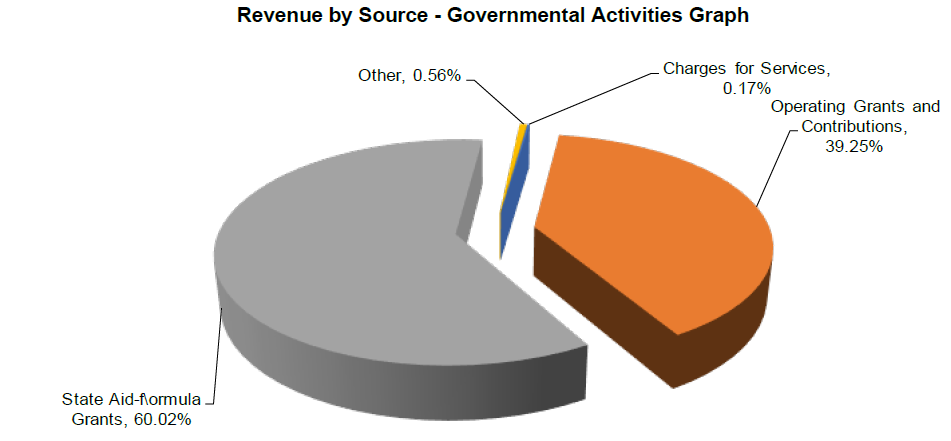 Revenue by Source - Governmental Activities Graph
Other, 0.56%
Charges for Services,
0.17%
Operating Grants and
Contributions,
39.25%
State Aid-formula
Grants, 60.02%